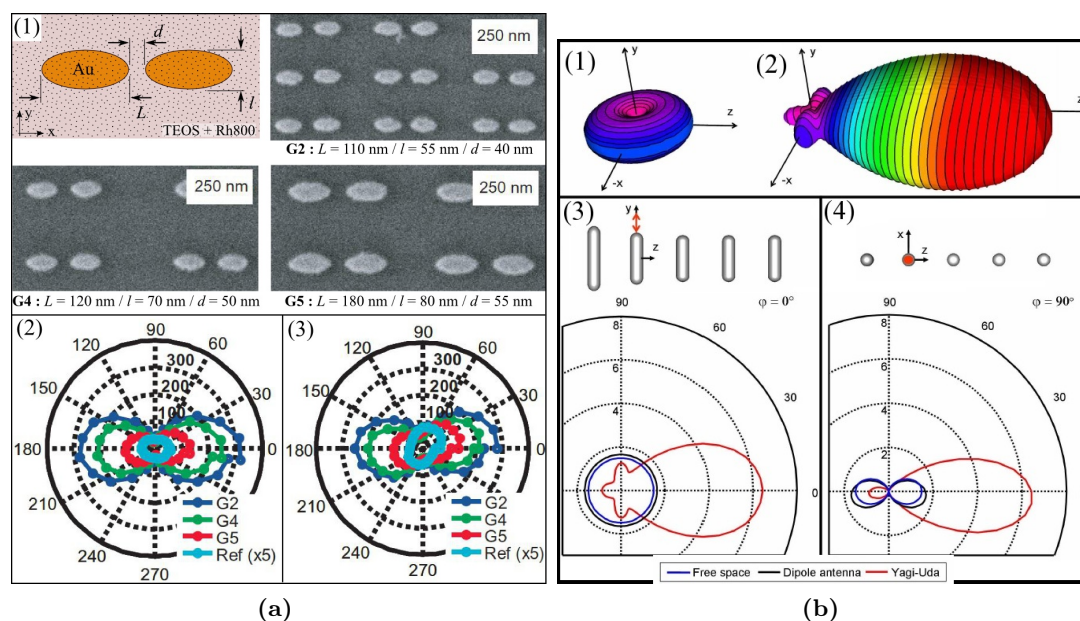 (1)
d
Au
L
l
y
x
TEOS + Rh800
250 nm
G2 : L = 110 nm / l = 55 nm / d = 40 nm
250 nm
G4 : L = 120 nm / l = 70 nm / d = 50 nm
250 nm
G5 : L = 180 nm / l = 80 nm / d = 55 nm
(2)
90
120
60
150
30
180
0
210
240
270
300
200
100
G2
G4
G5
Ref (x5)
(3)
90
120
60
150
30
180
0
210
240
270
300
200
100
G2
G4
G5
Ref (x5)
(a)
(1)
y
z
-x
(2)
y
z
-x
(3)
y
z
φ = 0°
90
60
30
0
8
6
4
(4)
x
z
φ = 90°
90
60
30
0
8
6
4
2
Free space
Dipole antenna
Yagi-Uda
(b)